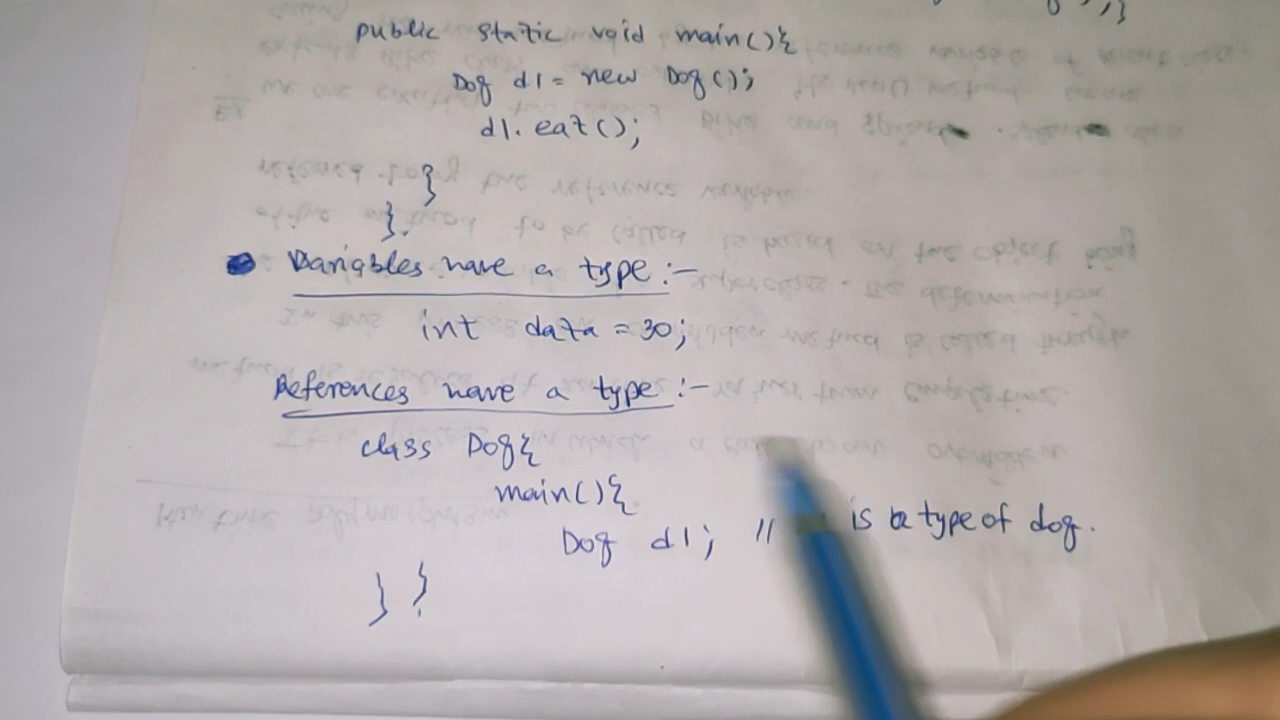 public static void main(){
Dog d1 = new Dog();
d1. eat();
}
}.
Variables have a type :-
int data = 30;
References have a type :-
class Dog{
main(){
Dog d1; // is a type of dog.
} }